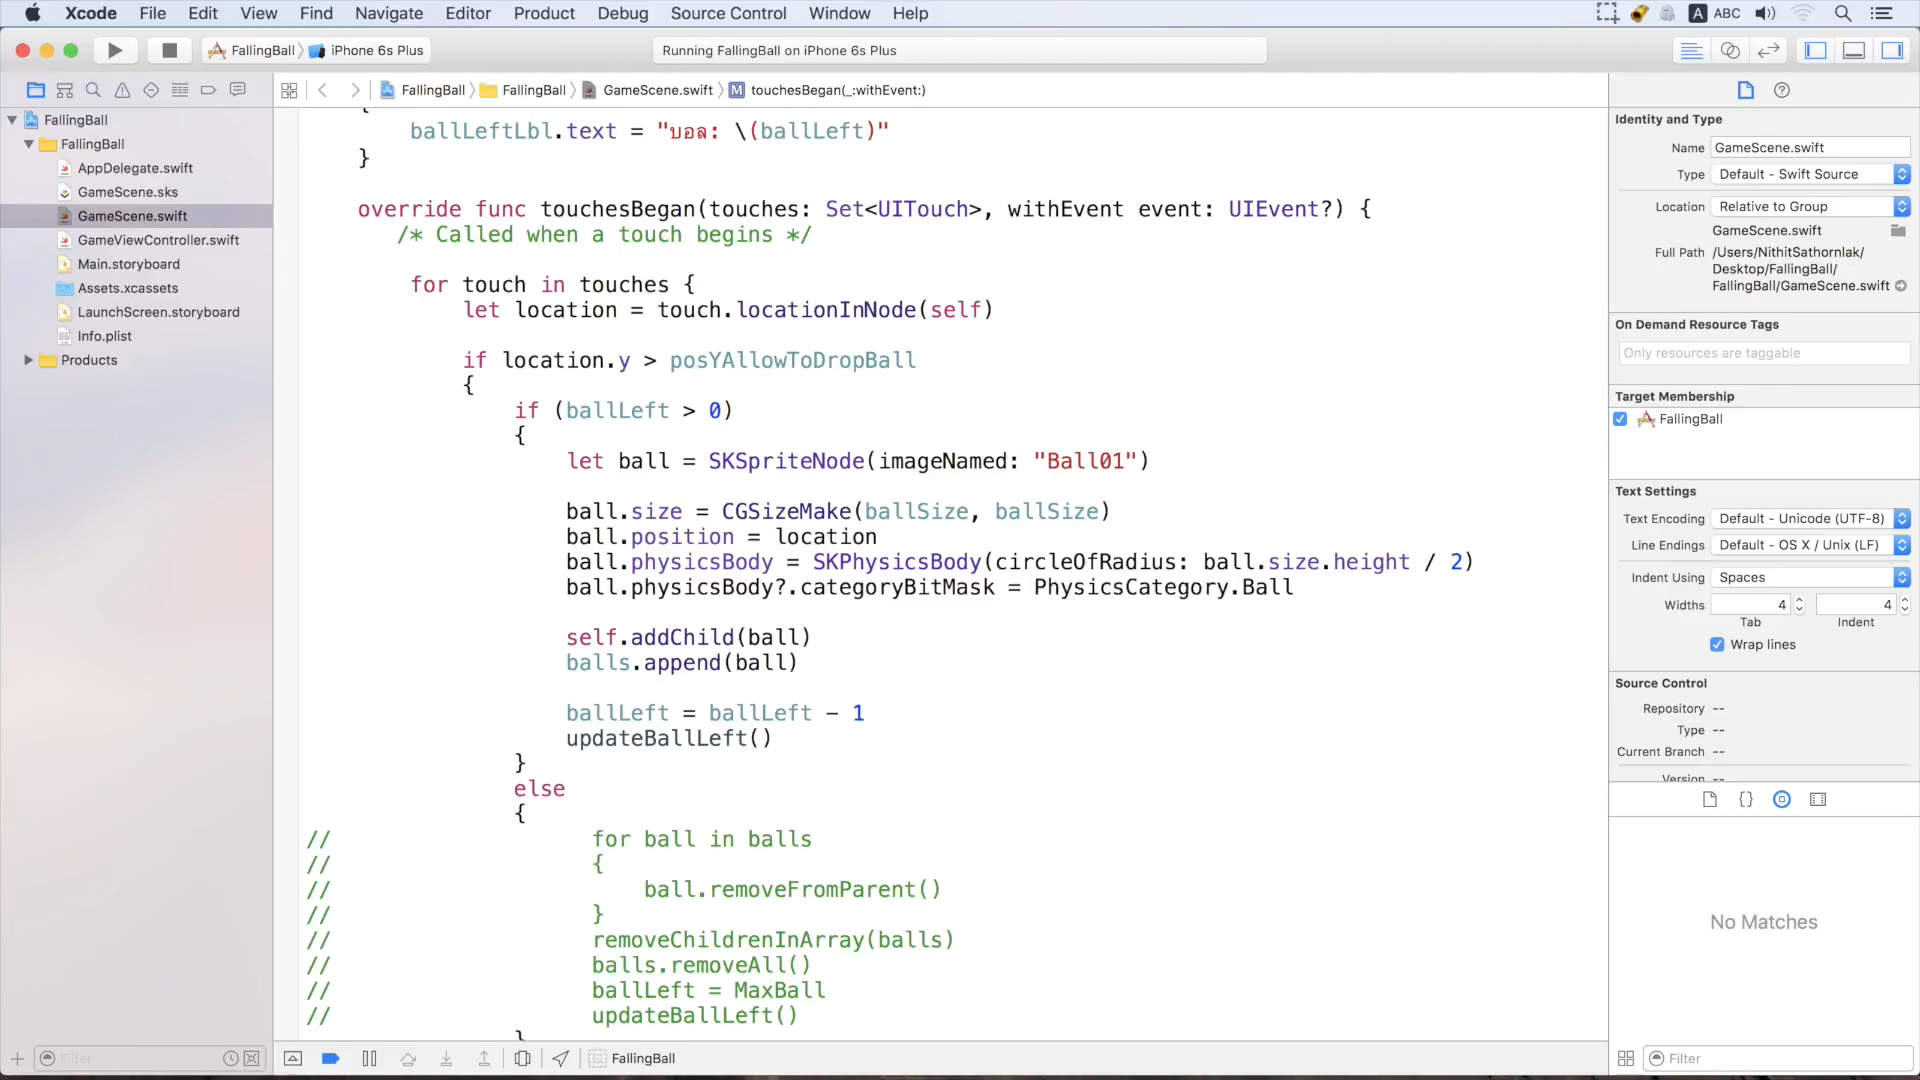 Xcode File Edit View Find Navigate Editor Product Debug Source Control Window Help A ABC
FallingBall iPhone 6s Plus Running FallingBall on iPhone 6s Plus
FallingBall FallingBall GameScene.swift M touchesBegan(_:withEvent:)
FallingBall
FallingBall
AppDelegate.swift
GameScene.sks
GameScene.swift
GameViewController.swift
Main.storyboard
Assets.xcassets
LaunchScreen.storyboard
Info.plist
Products
Filter
{
ballLeftLbl.text = "บอล: \(ballLeft)"
}
override func touchesBegan(touches: Set<UITouch>, withEvent event: UIEvent?) {
/* Called when a touch begins */
for touch in touches {
let location = touch.locationInNode(self)
if location.y > posYAllowToDropBall
{
if (ballLeft > 0)
{
let ball = SKSpriteNode(imageNamed: "Ball01")
ball.size = CGSizeMake(ballSize, ballSize)
ball.position = location
ball.physicsBody = SKPhysicsBody(circleOfRadius: ball.size.height / 2)
ball.physicsBody?.categoryBitMask = PhysicsCategory.Ball
self.addChild(ball)
balls.append(ball)
ballLeft = ballLeft - 1
updateBallLeft()
}
else
{
// for ball in balls
// {
// ball.removeFromParent()
// }
// removeChildrenInArray(balls)
// balls.removeAll()
// ballLeft = MaxBall
// updateBallLeft()
}
FallingBall
Identity and Type
Name GameScene.swift
Type Default - Swift Source
Location Relative to Group
GameScene.swift
Full Path /Users/NithitSathornlak/
Desktop/FallingBall/
FallingBall/GameScene.swift
On Demand Resource Tags
Only resources are taggable
Target Membership
FallingBall
Text Settings
Text Encoding Default - Unicode (UTF-8)
Line Endings Default - OS X / Unix (LF)
Indent Using Spaces
Widths 4 4
Tab Indent
Wrap lines
Source Control
Repository --
Type --
Current Branch --
Version --
{}
No Matches
Filter